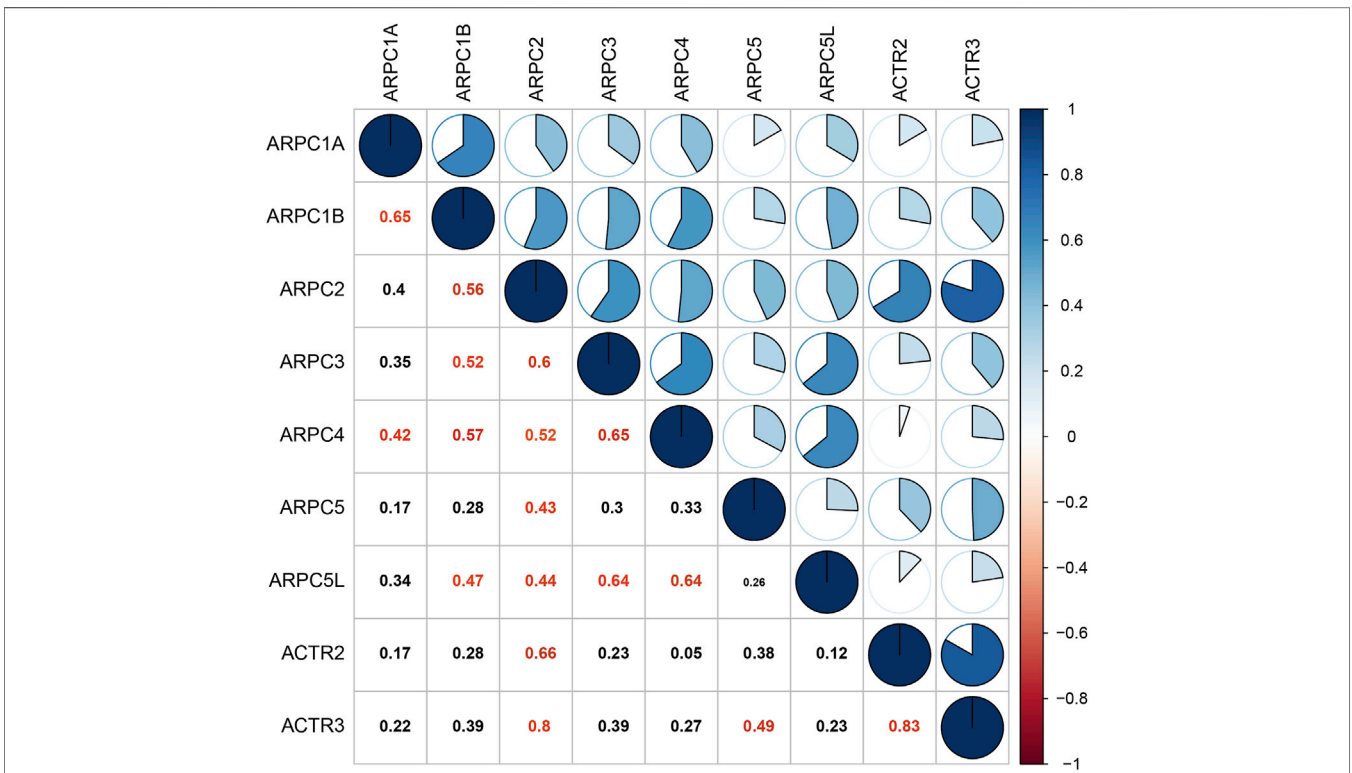 ARPC1A ARPC1B ARPC2 ARPC3 ARPC4 ARPC5 ARPC5L ACTR2 ACTR3
ARPC1A
ARPC1B 0.65
ARPC2 0.4 0.56
ARPC3 0.35 0.52 0.6
ARPC4 0.42 0.57 0.52 0.65
ARPC5 0.17 0.28 0.43 0.3 0.33
ARPC5L 0.34 0.47 0.44 0.64 0.64 0.26
ACTR2 0.17 0.28 0.66 0.23 0.05 0.38 0.12
ACTR3 0.22 0.39 0.8 0.39 0.27 0.49 0.23 0.83
1
0.8
0.6
0.4
0.2
0
−0.2
−0.4
−0.6
−0.8
−1